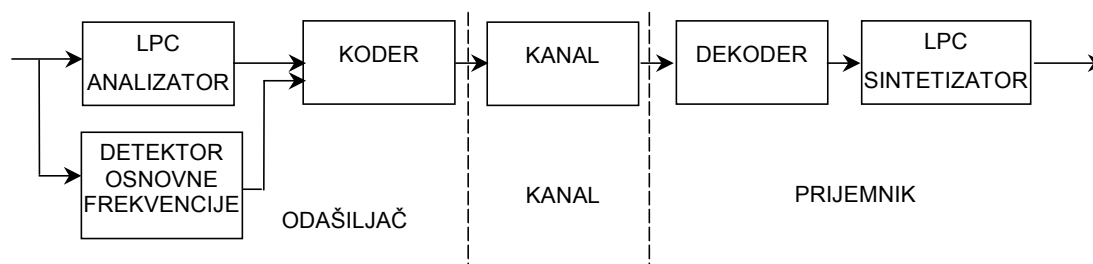 LPC
ANALIZATOR
KODER
KANAL
DEKODER
LPC
SINTETIZATOR
DETEKTOR
OSNOVNE
FREKVENCIJE
ODAŠILJAČ
KANAL
PRIJEMNIK